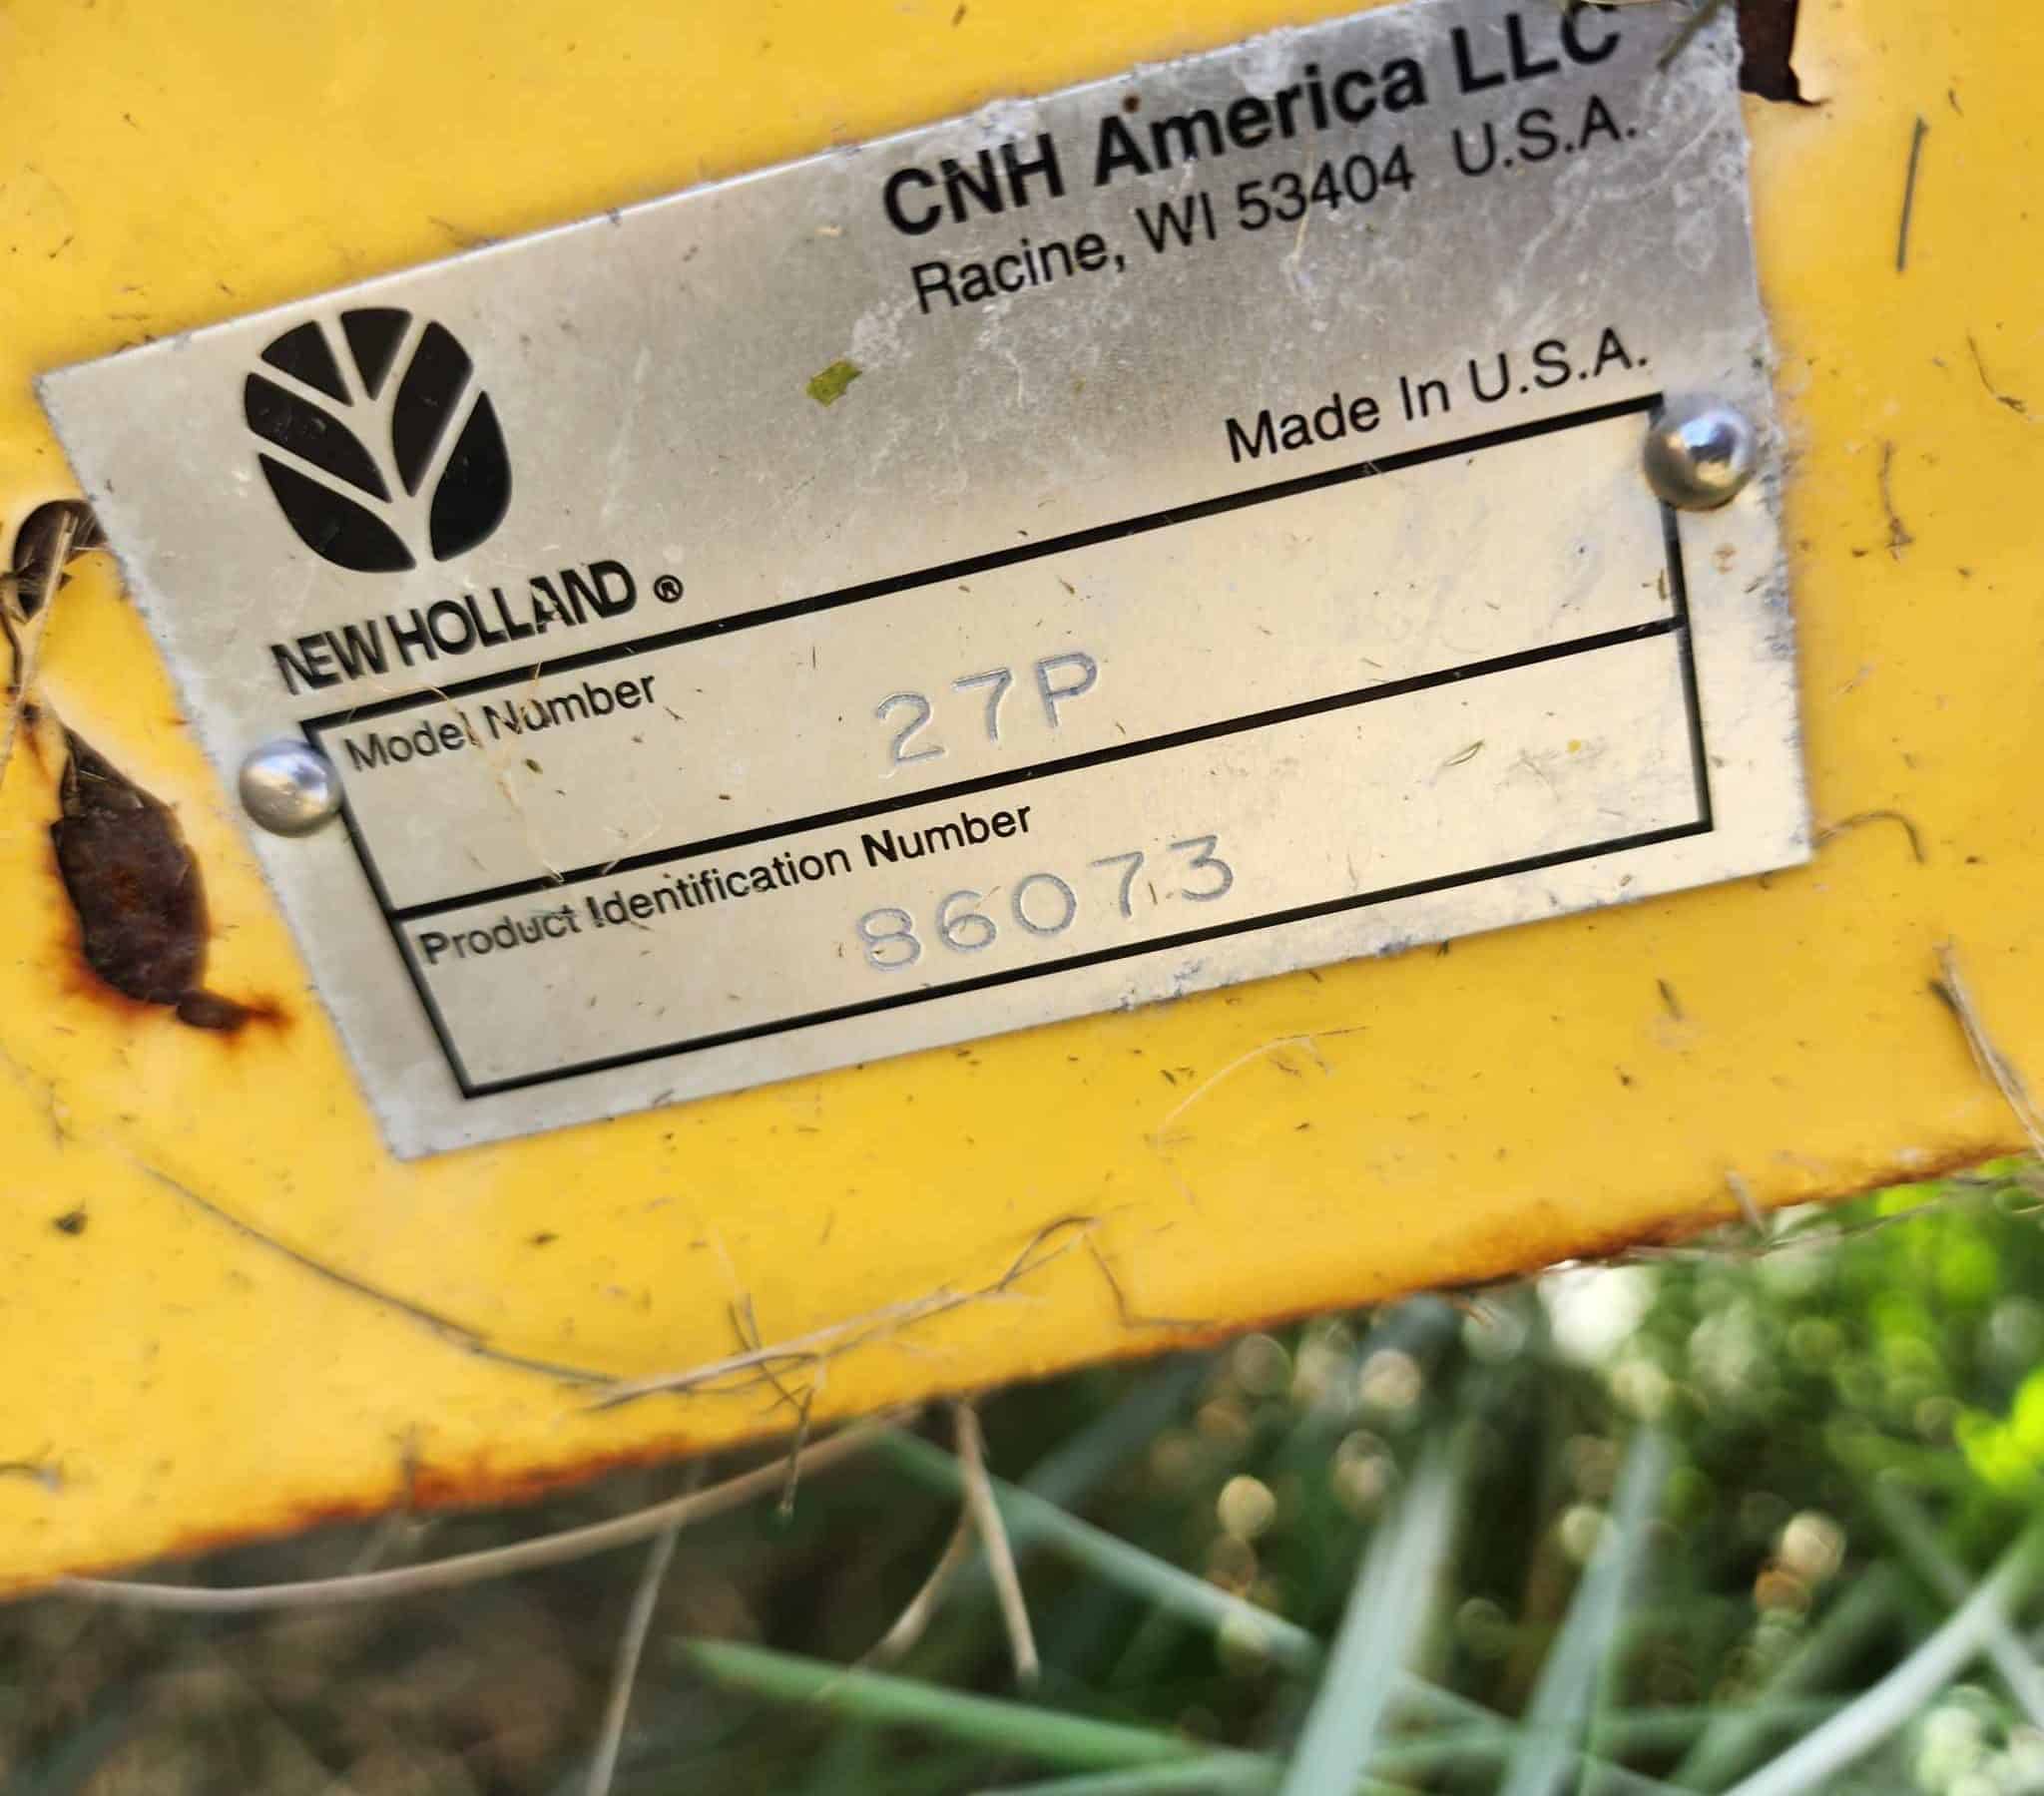 CNH America LLC
Racine, WI 53404 U.S.A.
Made In U.S.A.
NEW HOLLAND ®
Model Number
27P
Product Identification Number
86073